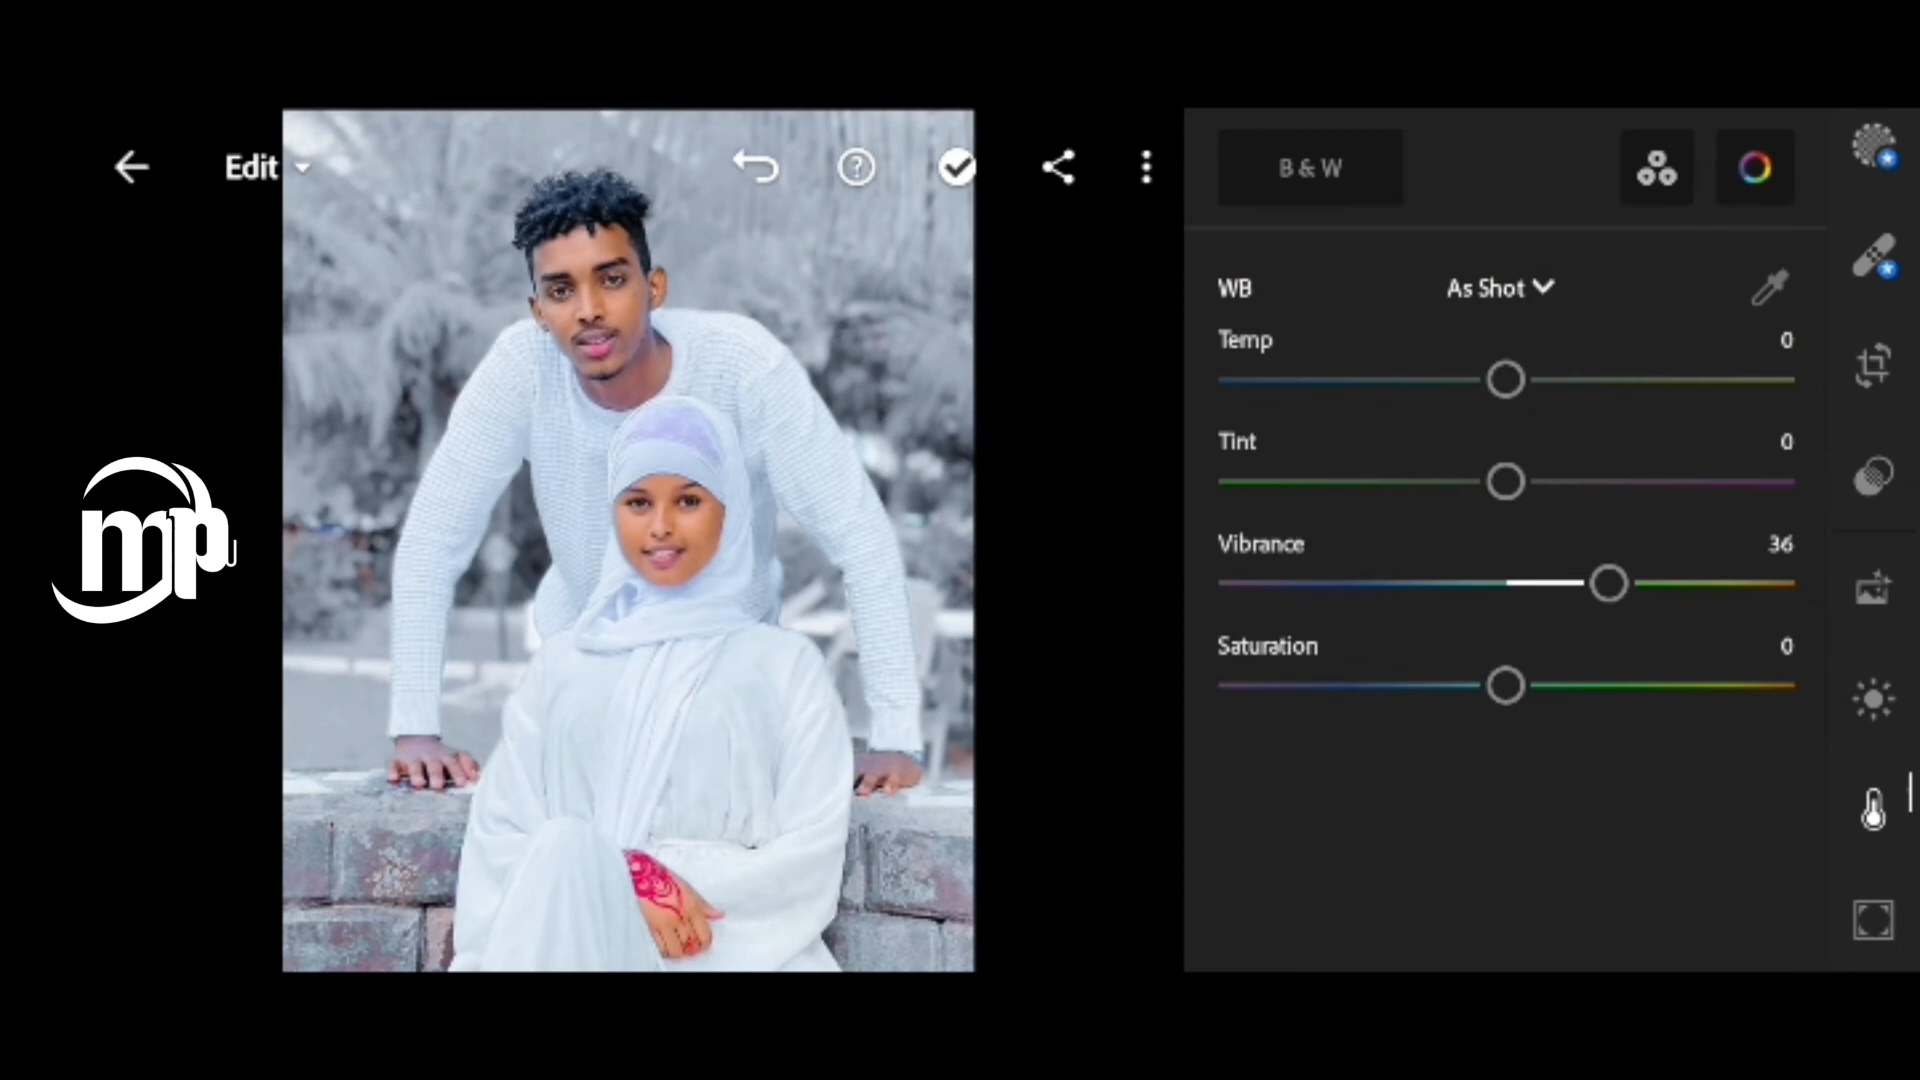 Edit
B & W
WB As Shot
Temp 0
Tint 0
Vibrance 36
Saturation 0
mp